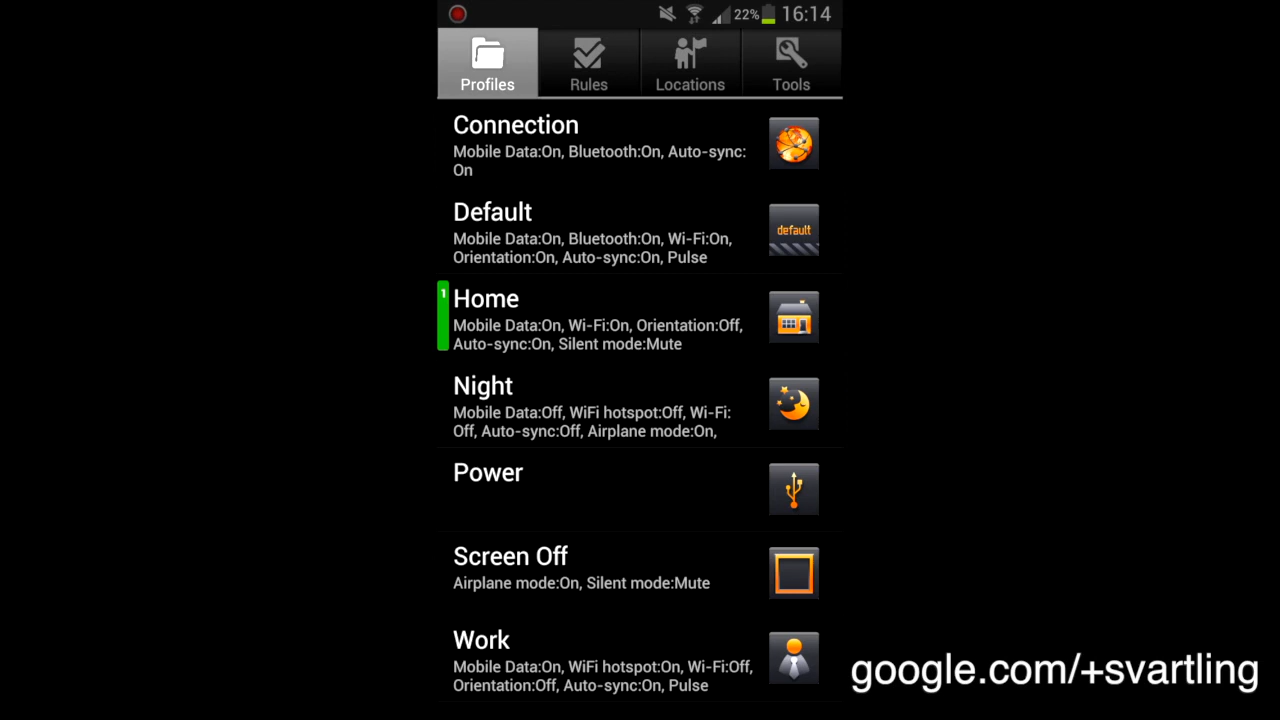 22% 16:14
Profiles Rules Locations Tools
Connection
Mobile Data:On, Bluetooth:On, Auto-sync:
On
Default
Mobile Data:On, Bluetooth:On, Wi-Fi:On,
Orientation:On, Auto-sync:On, Pulse
default
1
Home
Mobile Data:On, Wi-Fi:On, Orientation:Off,
Auto-sync:On, Silent mode:Mute
Night
Mobile Data:Off, WiFi hotspot:Off, Wi-Fi:
Off, Auto-sync:Off, Airplane mode:On,
Power
Screen Off
Airplane mode:On, Silent mode:Mute
Work
Mobile Data:On, WiFi hotspot:On, Wi-Fi:Off,
Orientation:Off, Auto-sync:On, Pulse
google.com/+svartling